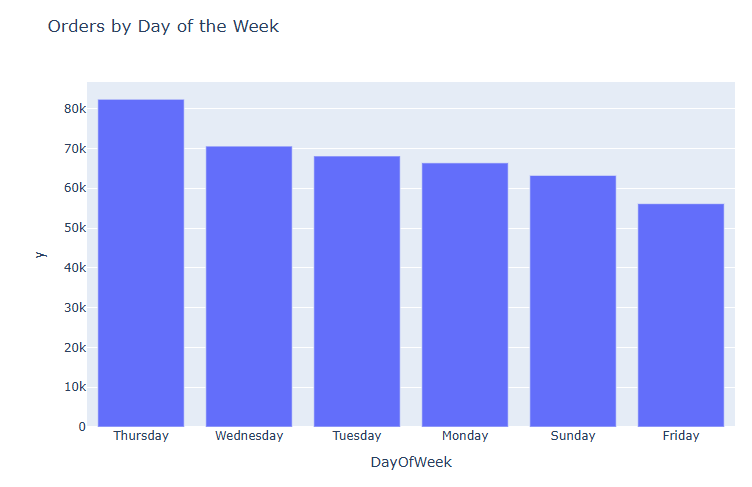 Orders by Day of the Week
80k
70k
60k
50k
40k
30k
20k
10k
0
y
Thursday Wednesday Tuesday Monday Sunday Friday
DayOfWeek